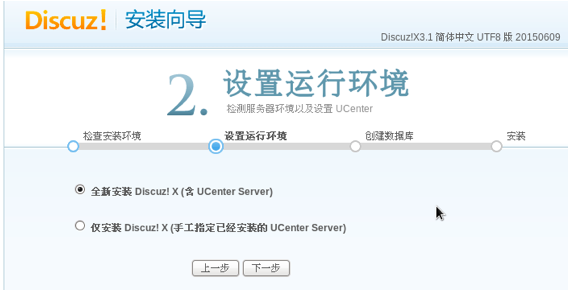 Discuz! 安装向导
Discuz!X3.1 简体中文 UTF8 版 20150609
2. 设置运行环境
检测服务器环境以及设置 UCenter
检查安装环境 设置运行环境 创建数据库 安装
全新安装 Discuz! X (含 UCenter Server)
仅安装 Discuz! X (手工指定已经安装的 UCenter Server)
上一步 下一步